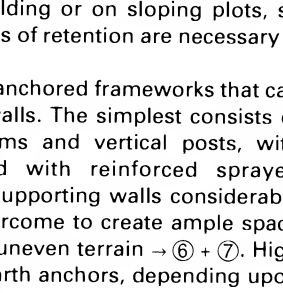 lding or on sloping plots, s
s of retention are necessary
anchored frameworks that ca
alls. The simplest consists
ms and vertical posts, wit
d with reinforced spraye
upporting walls considerab
rcome to create ample spac
uneven terrain → ⑥ + ⑦. Hig
arth anchors, depending upo